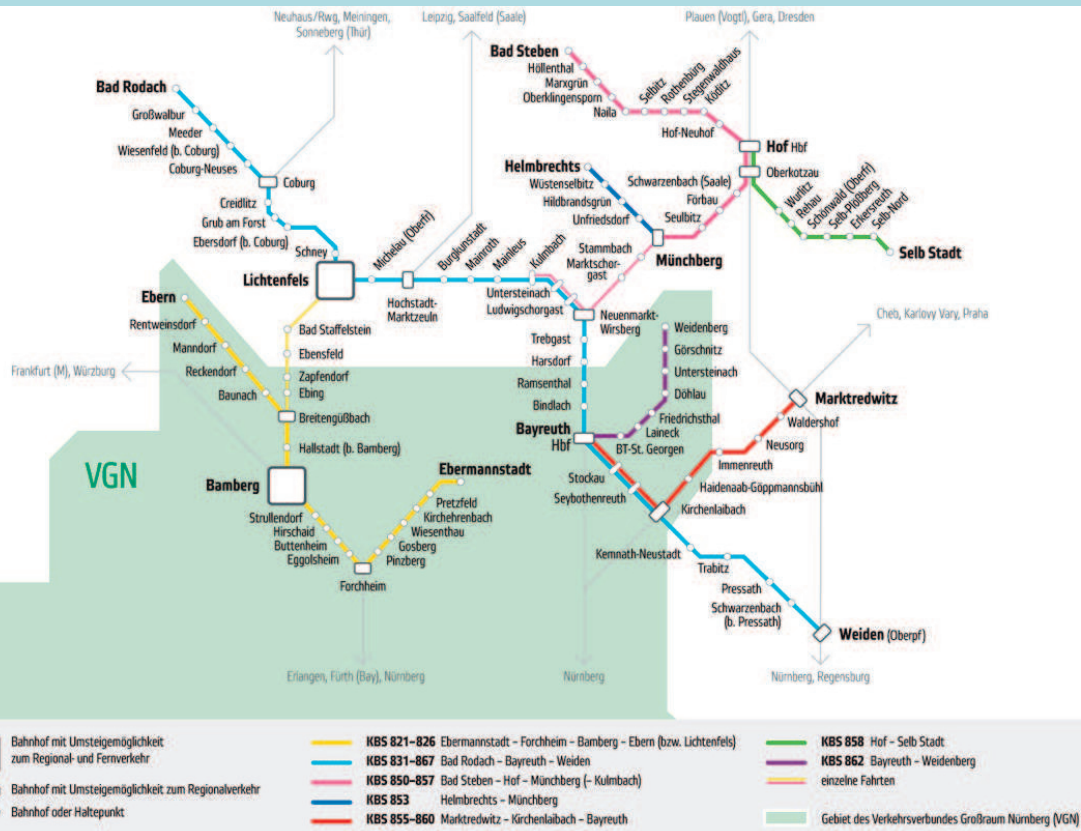 Neuhaus/Rwg, Meiningen,
Sonneberg (Thür)
Leipzig, Saalfeld (Saale)
Plauen (Vogtl), Gera, Dresden
Bad Steben
Höllenthal
Marxgrün
Oberklingensporn
Naila
Selbitz
Rothenbürg
Stegenwaldhaus
Köditz
Hof-Neuhof
Hof Hbf
Oberkotzau
Bad Rodach
Großwalbur
Meeder
Wiesenfeld (b. Coburg)
Coburg-Neuses
Coburg
Creidlitz
Grub am Forst
Ebersdorf (b. Coburg)
Schney
Lichtenfels
Helmbrechts
Wüstenselbitz
Hildbrandsgrün
Unfriedsdorf
Münchberg
Schwarzenbach (Saale)
Förbau
Seulbitz
Stammbach
Marktschor-
gast
Wurlitz
Rehau
Schönwald (Oberfr)
Selb-Plößberg
Erkersreuth
Selb-Nord
Selb Stadt
Michelau (Oberfr)
Hochstadt-
Marktzeuln
Burgkunstadt
Mainroth
Mainleus
Kulmbach
Untersteinach
Ludwigschorgast
Neuenmarkt-
Wirsberg
Trebgast
Harsdorf
Ramsenthal
Bindlach
Bayreuth
Hbf
Weidenberg
Görschnitz
Untersteinach
Döhlau
Friedrichsthal
Laineck
BT-St. Georgen
Cheb, Karlovy Vary, Praha
Marktredwitz
Waldershof
Neusorg
Immenreuth
Haidenaab-Göppmannsbühl
Kirchenlaibach
Stockau
Seybothenreuth
Kemnath-Neustadt
Trabitz
Pressath
Schwarzenbach
(b. Pressath)
Weiden (Oberpf)
Nürnberg, Regensburg
Nürnberg
Ebern
Rentweinsdorf
Manndorf
Reckendorf
Baunach
Bad Staffelstein
Ebensfeld
Zapfendorf
Ebing
Breitengüßbach
Hallstadt (b. Bamberg)
Frankfurt (M), Würzburg
VGN
Bamberg
Strullendorf
Hirschaid
Buttenheim
Eggolsheim
Forchheim
Ebermannstadt
Pretzfeld
Kirchehrenbach
Wiesenthau
Gosberg
Pinzberg
Erlangen, Fürth (Bay), Nürnberg
Bahnhof mit Umsteigemöglichkeit
zum Regional- und Fernverkehr
Bahnhof mit Umsteigemöglichkeit zum Regionalverkehr
Bahnhof oder Haltepunkt
KBS 821–826 Ebermannstadt – Forchheim – Bamberg – Ebern (bzw. Lichtenfels)
KBS 831–867 Bad Rodach – Bayreuth – Weiden
KBS 850–857 Bad Steben – Hof – Münchberg (– Kulmbach)
KBS 853 Helmbrechts – Münchberg
KBS 855–860 Marktredwitz – Kirchenlaibach – Bayreuth
KBS 858 Hof – Selb Stadt
KBS 862 Bayreuth – Weidenberg
einzelne Fahrten
Gebiet des Verkehrsverbundes Großraum Nürnberg (VGN)